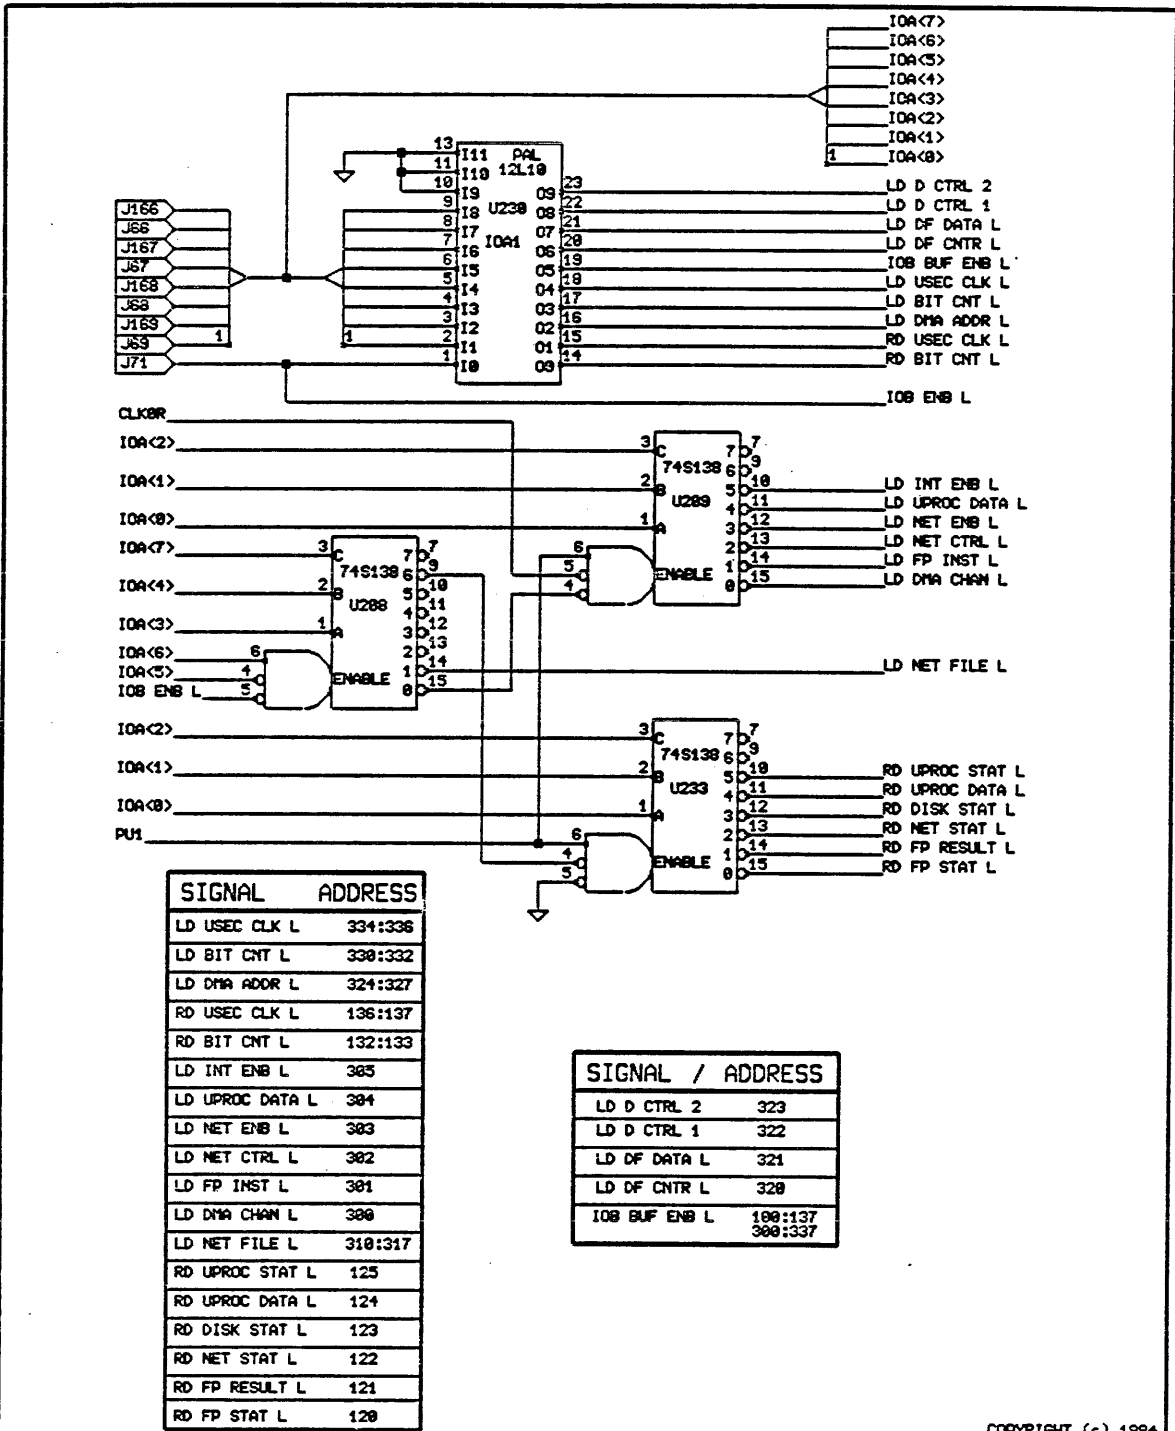 IOA<7>
IOA<6>
IOA<5>
IOA<4>
IOA<3>
IOA<2>
IOA<1>
1 IOA<0>
13 I11 PAL
11 I10 12L10
10 I9 O9 23 LD D CTRL 2
9 I8 U230 O8 22 LD D CTRL 1
8 I7 O7 21 LD DF DATA L
7 I6 IOA1 O6 20 LD DF CNTR L
6 I5 O5 19 IOB BUF ENB L
5 I4 O4 18 LD USEC CLK L
4 I3 O3 17 LD BIT CNT L
3 I2 O2 16 LD DMA ADDR L
1 2 I1 O1 15 RD USEC CLK L
1 I0 14 RD BIT CNT L
J166
J66
J167
J67
J168
J68
J169
J69 1
J71
IOB ENB L
CLK0R
IOA<2> 3 C 7 7
74S138 6 9
IOA<1> 2 B 5 10 LD INT ENB L
U209 4 11 LD UPROC DATA L
IOA<0> 1 A 3 12 LD NET ENB L
2 13 LD NET CTRL L
6 1 14 LD FP INST L
5 ENABLE 0 15 LD DMA CHAN L
4
IOA<7> 3 C 7 7
74S138 6 9
IOA<4> 2 B 5 10
U208 4 11
IOA<3> 1 A 3 12
2 13
IOA<6> 6 1 14 LD NET FILE L
IOA<5> 4 ENABLE 0 15
IOB ENB L 5
IOA<2> 3 C 7 7
74S138 6 9
IOA<1> 2 B 5 10 RD UPROC STAT L
U233 4 11 RD UPROC DATA L
IOA<0> 1 A 3 12 RD DISK STAT L
2 13 RD NET STAT L
PU1 6 1 14 RD FP RESULT L
4 ENABLE 0 15 RD FP STAT L
5
SIGNAL ADDRESS
LD USEC CLK L 334:336
LD BIT CNT L 330:332
LD DMA ADDR L 324:327
RD USEC CLK L 136:137
RD BIT CNT L 132:133
LD INT ENB L 305
LD UPROC DATA L 304
LD NET ENB L 303
LD NET CTRL L 302
LD FP INST L 301
LD DMA CHAN L 300
LD NET FILE L 310:317
RD UPROC STAT L 125
RD UPROC DATA L 124
RD DISK STAT L 123
RD NET STAT L 122
RD FP RESULT L 121
RD FP STAT L 120
SIGNAL / ADDRESS
LD D CTRL 2 323
LD D CTRL 1 322
LD DF DATA L 321
LD DF CNTR L 320
IOB BUF ENB L 100:137
300:337
COPYRIGHT (c) 1984